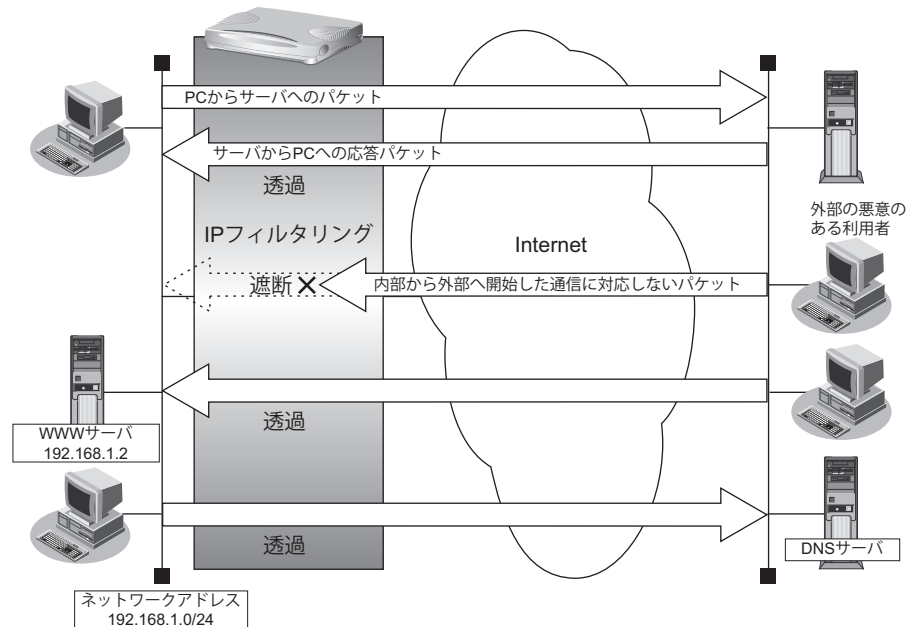 PCからサーバへのパケット
サーバからPCへの応答パケット
透過
外部の悪意の
ある利用者
IPフィルタリング
Internet
遮断
内部から外部へ開始した通信に対応しないパケット
透過
WWWサーバ
192.168.1.2
透過
DNSサーバ
ネットワークアドレス
192.168.1.0/24